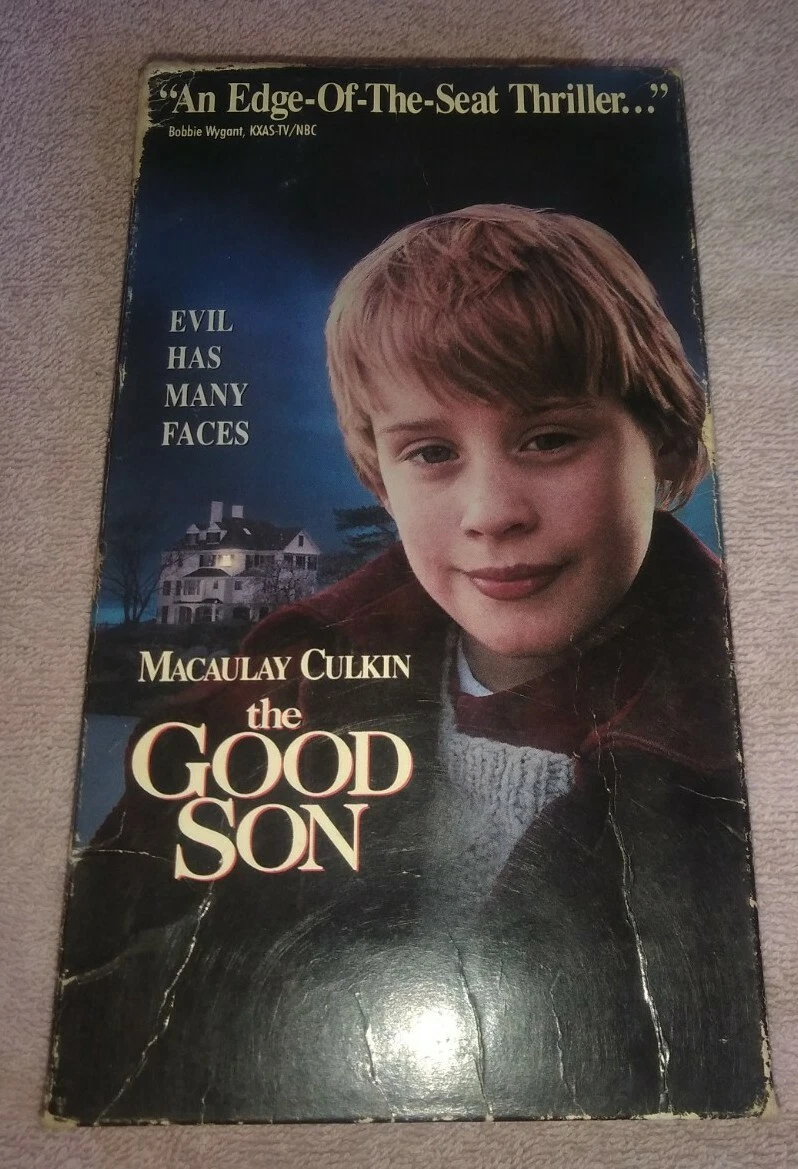 “An Edge-Of-The-Seat Thriller...”
Bobbie Wygant, KXAS-TV/NBC
EVIL
HAS
MANY
FACES
MACAULAY CULKIN
the
GOOD
SON